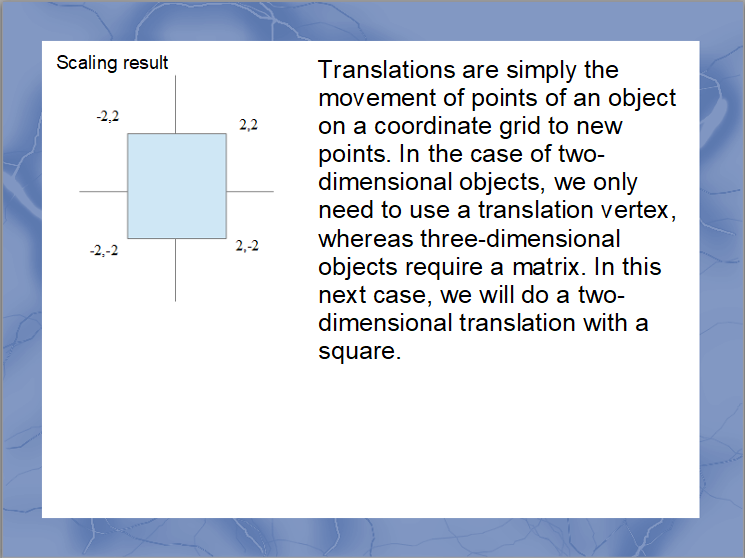 Scaling result
-2,2
2,2
-2,-2
2,-2
Translations are simply the
movement of points of an object
on a coordinate grid to new
points. In the case of two-
dimensional objects, we only
need to use a translation vertex,
whereas three-dimensional
objects require a matrix. In this
next case, we will do a two-
dimensional translation with a
square.